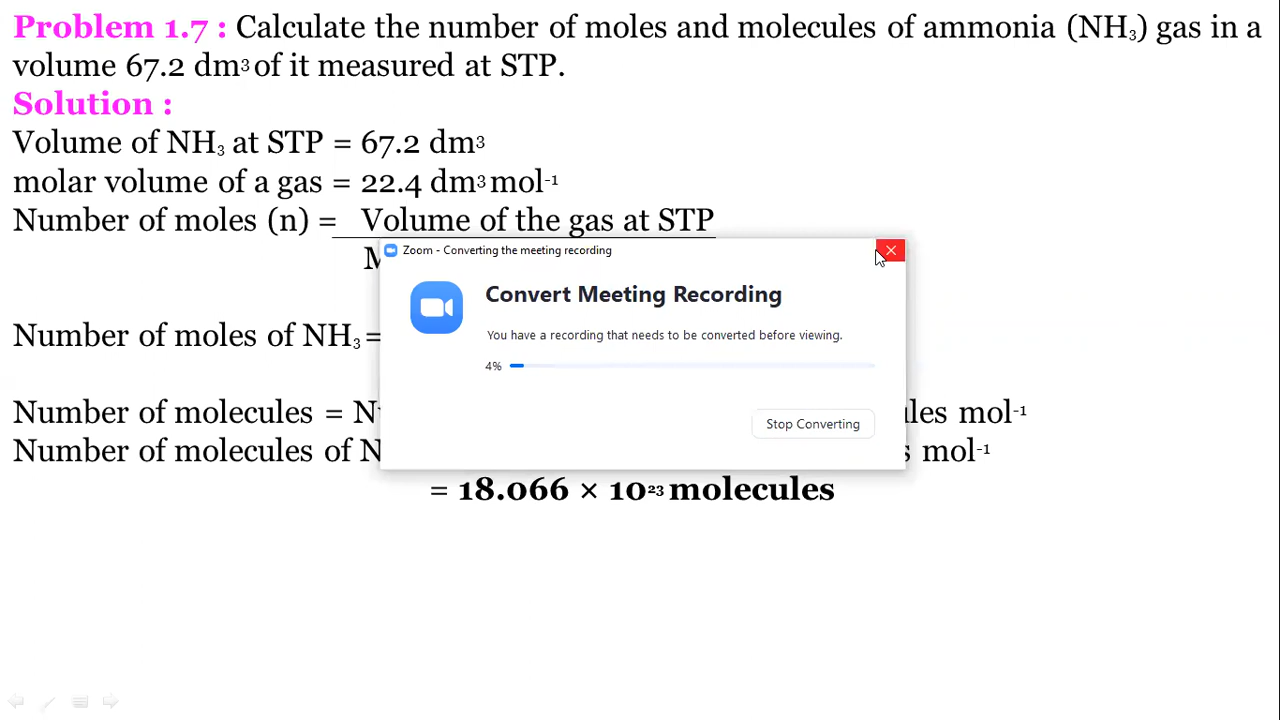 Problem 1.7 : Calculate the number of moles and molecules of ammonia (NH₃) gas in a
volume 67.2 dm³ of it measured at STP.
Solution :
Volume of NH₃ at STP = 67.2 dm³
molar volume of a gas = 22.4 dm³ mol⁻¹
Number of moles (n) = Volume of the gas at STP
Zoom - Converting the meeting recording
Convert Meeting Recording
You have a recording that needs to be converted before viewing.
4%
Stop Converting
Number of moles of NH₃ =
Number of molecules = mol⁻¹
Number of molecules of mol⁻¹
= 18.066 × 10²³ molecules